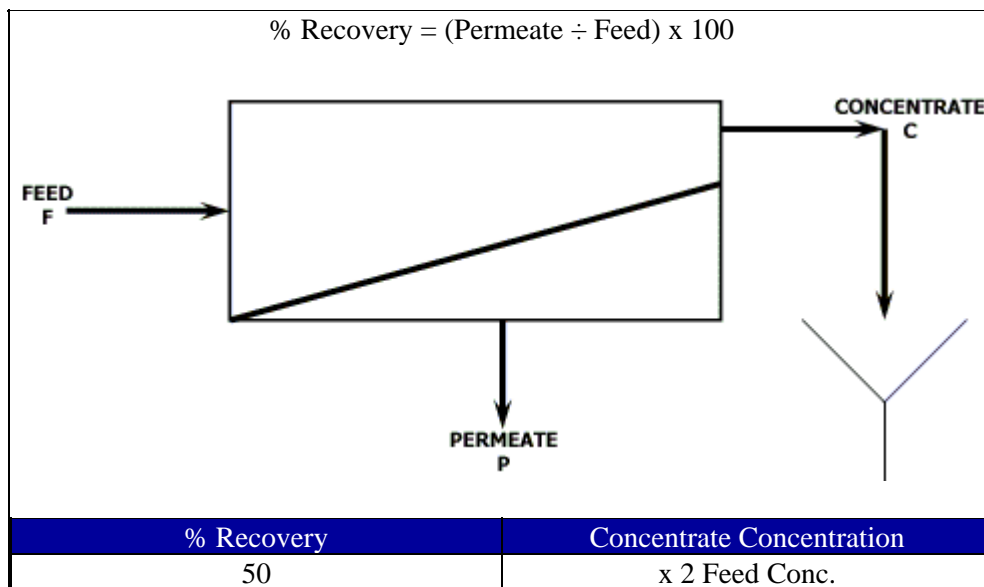 % Recovery = (Permeate ÷ Feed) x 100
CONCENTRATE
C
FEED
F
PERMEATE
P
% Recovery Concentrate Concentration
50 x 2 Feed Conc.